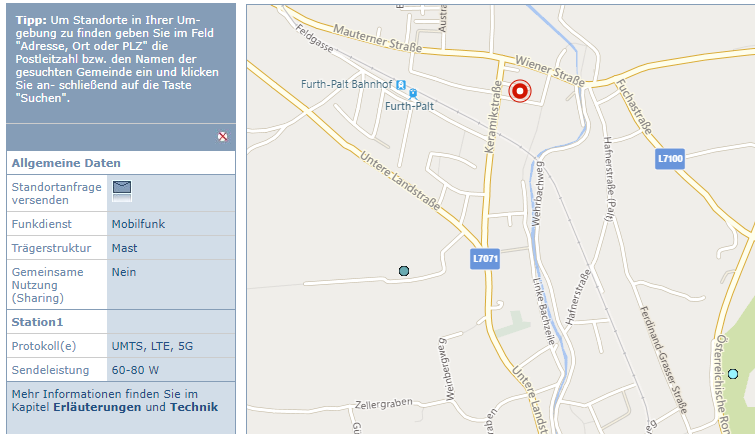 Tipp: Um Standorte in Ihrer Um-
gebung zu finden geben Sie im Feld
"Adresse, Ort oder PLZ" die
Postleitzahl bzw. den Namen der
gesuchten Gemeinde ein und klicken
Sie an- schließend auf die Taste
"Suchen".
Allgemeine Daten
Standortanfrage
versenden
Funkdienst Mobilfunk
Trägerstruktur Mast
Gemeinsame Nein
Nutzung
(Sharing)
Station1
Protokoll(e) UMTS, LTE, 5G
Sendeleistung 60-80 W
Mehr Informationen finden Sie im
Kapitel Erläuterungen und Technik
Feldgasse
Mauterner Straße
Austra
Wiener Straße
Furth-Palt Bahnhof
Furth-Palt
Keramikstraße
Fuchastraße
Untere Landstraße
Wehrbachweg
Hafnerstraße (Palt)
L7100
L7071
Linke Bachzeile
Hafnerstraße
Ferdinand-Grasser Straße
Weinbergweg
Untere Landst
Österreichische Rom
Zellergraben